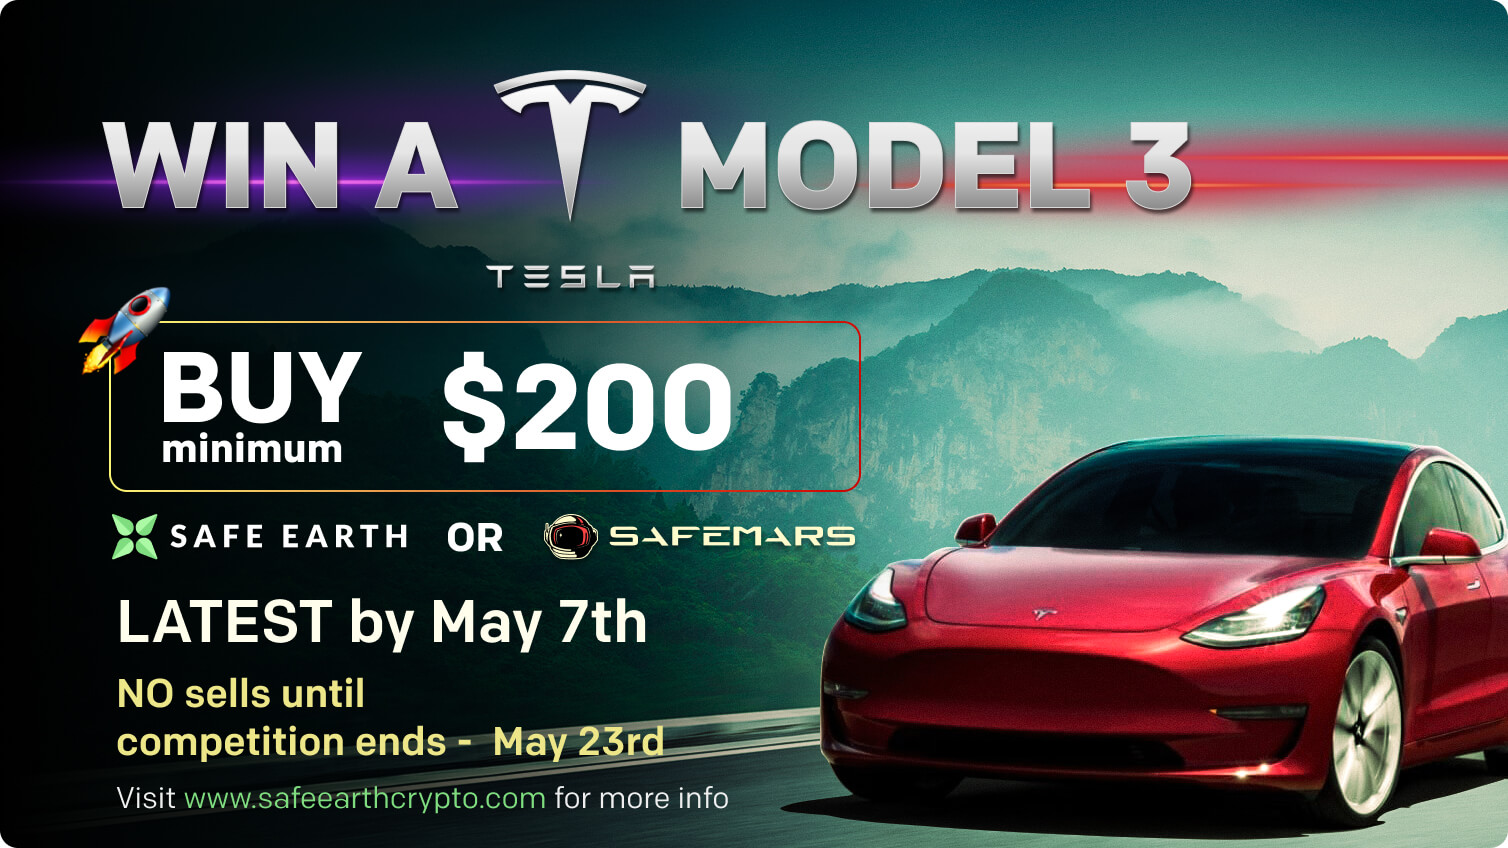 WIN A MODEL 3
TESLA
BUY $200
minimum
SAFE EARTH OR SAFEMARS
LATEST by May 7th
NO sells until
competition ends - May 23rd
Visit www.safeearthcrypto.com for more info